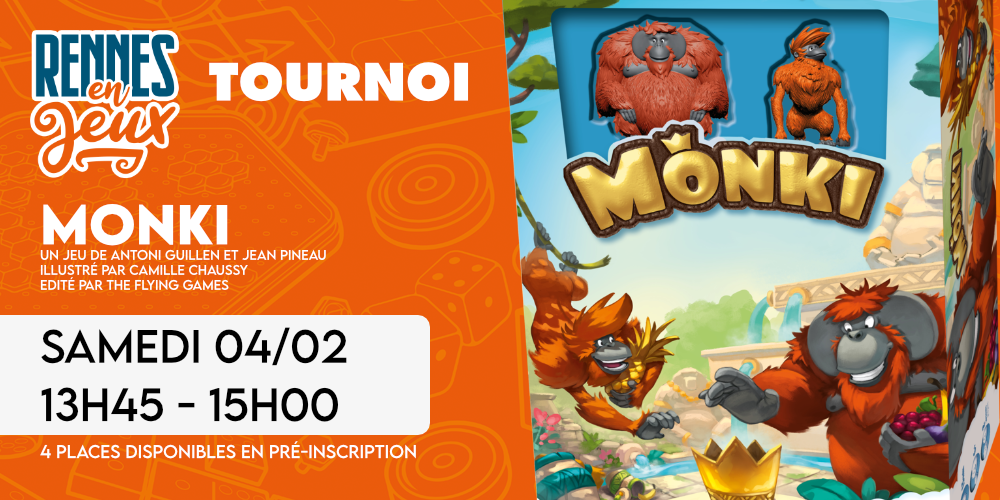 RENNES
en
Jeux
TOURNOI
MONKI
UN JEU DE ANTONI GUILLEN ET JEAN PINEAU
ILLUSTRÉ PAR CAMILLE CHAUSSY
EDITÉ PAR THE FLYING GAMES
SAMEDI 04/02
13H45 - 15H00
4 PLACES DISPONIBLES EN PRÉ-INSCRIPTION
MONKI
MONKI